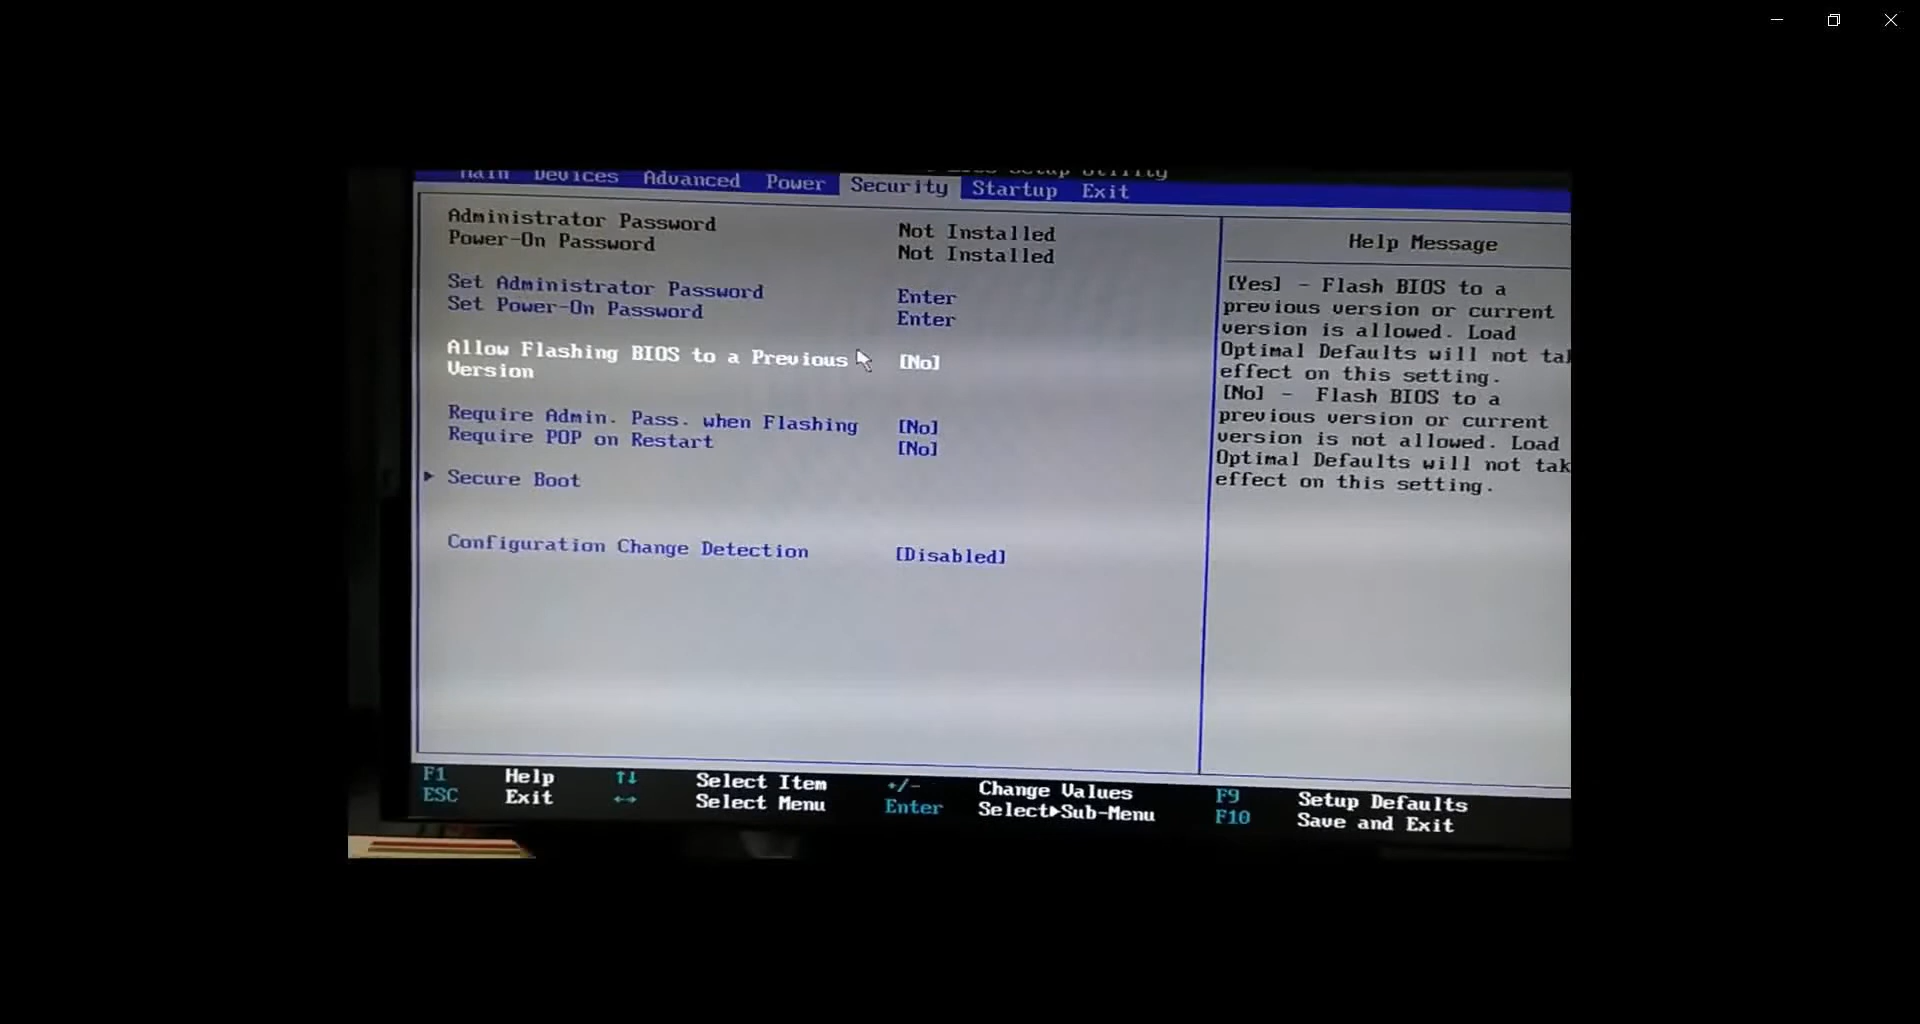 Main Devices Advanced Power Security Startup Exit
Setup Utility
Administrator Password Not Installed
Power-On Password Not Installed
Set Administrator Password Enter
Set Power-On Password Enter
Allow Flashing BIOS to a Previous [No]
Version
Require Admin. Pass. when Flashing [No]
Require POP on Restart [No]
Secure Boot
Configuration Change Detection [Disabled]
Help Message
[Yes] - Flash BIOS to a
previous version or current
version is allowed. Load
Optimal Defaults will not tak
effect on this setting.
[No] - Flash BIOS to a
previous version or current
version is not allowed. Load
Optimal Defaults will not tak
effect on this setting.
F1 Help ↑↓ Select Item +/- Change Values F9 Setup Defaults
ESC Exit ←→ Select Menu Enter Select▶Sub-Menu F10 Save and Exit